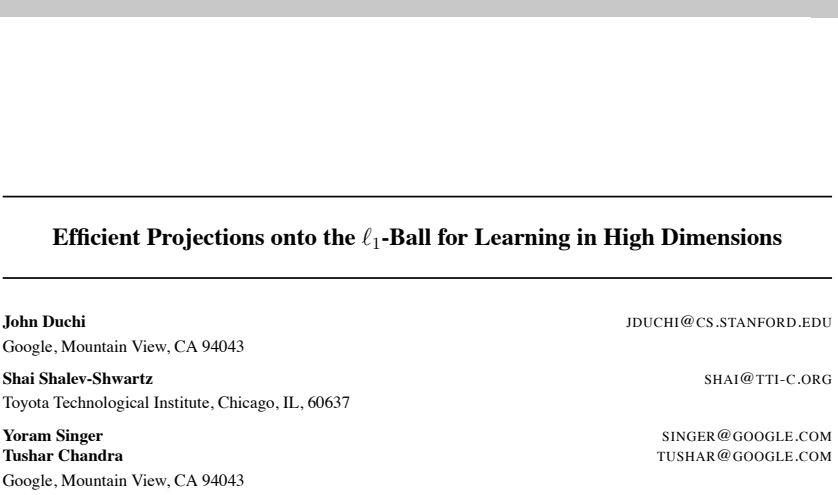 Efficient Projections onto the ℓ₁-Ball for Learning in High Dimensions
John Duchi JDUCHI@CS.STANFORD.EDU
Google, Mountain View, CA 94043
Shai Shalev-Shwartz SHAI@TTI-C.ORG
Toyota Technological Institute, Chicago, IL, 60637
Yoram Singer SINGER@GOOGLE.COM
Tushar Chandra TUSHAR@GOOGLE.COM
Google, Mountain View, CA 94043